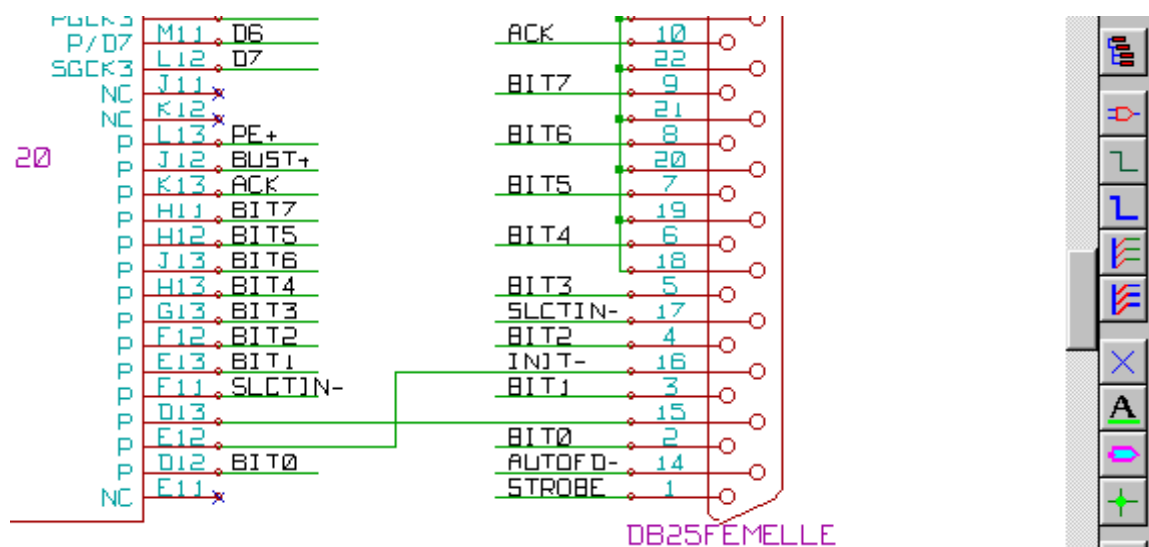 PGCK3
P/D7 M11 D6
SGCK3 L12 D7
NC J11
NC K12
P L13 PE+
20
P J12 BUST+
P K13 ACK
P H11 BIT7
P H12 BIT5
P J13 BIT6
P H13 BIT4
P G13 BIT3
P F12 BIT2
P E13 BIT1
P F11 SLCTIN-
P D13
P E12
P D12 BIT0
NC E11
ACK 10
22
BIT7 9
21
BIT6 8
20
BIT5 7
19
BIT4 6
18
BIT3 5
SLCTIN- 17
BIT2 4
INIT- 16
BIT1 3
15
BIT0 2
AUTOFD- 14
STROBE 1
DB25FEMELLE
A